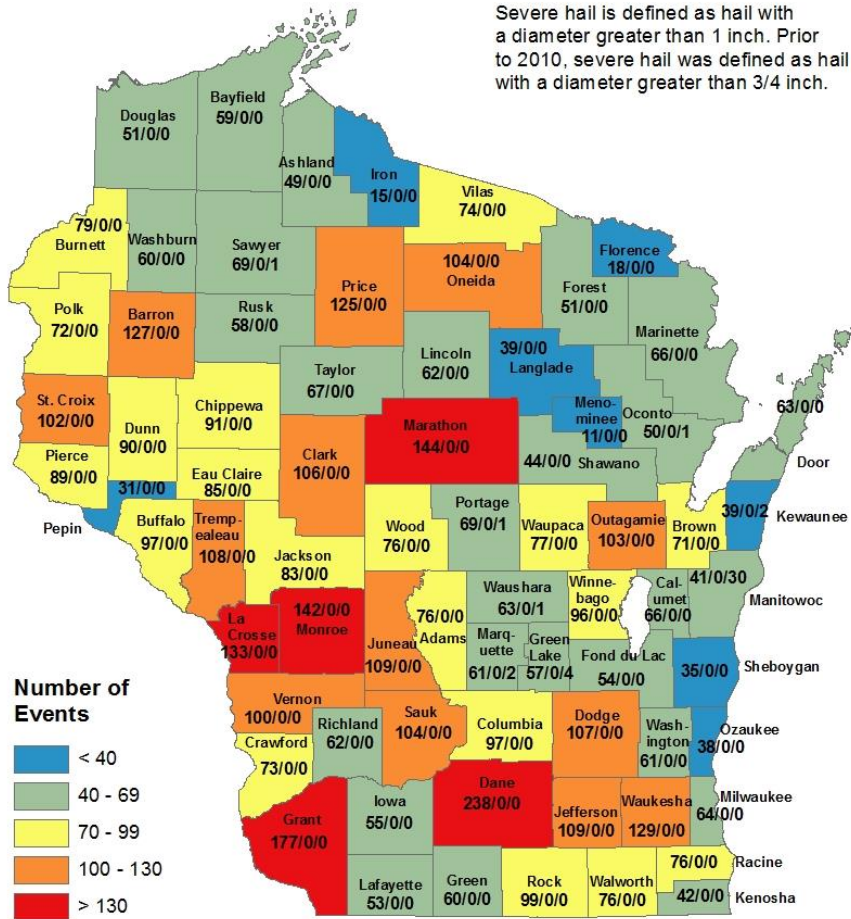 Severe hail is defined as hail with
a diameter greater than 1 inch. Prior
to 2010, severe hail was defined as hail
with a diameter greater than 3/4 inch.
Douglas
51/0/0
Bayfield
59/0/0
Ashland
49/0/0
Iron
15/0/0
Vilas
74/0/0
79/0/0
Burnett
Washburn
60/0/0
Sawyer
69/0/1
Price
125/0/0
104/0/0
Oneida
Forest
51/0/0
Florence
18/0/0
Marinette
66/0/0
Polk
72/0/0
Barron
127/0/0
Rusk
58/0/0
Taylor
67/0/0
Lincoln
62/0/0
39/0/0
Langlade
Meno-
minee
11/0/0
Oconto
50/0/1
63/0/0
Door
St. Croix
102/0/0
Dunn
90/0/0
Chippewa
91/0/0
Clark
106/0/0
Marathon
144/0/0
44/0/0
Shawano
Pierce
89/0/0
31/0/0
Pepin
Eau Claire
85/0/0
Buffalo
97/0/0
Tremp-
ealeau
108/0/0
Jackson
83/0/0
Wood
76/0/0
Portage
69/0/1
Waupaca
77/0/0
Outagamie
103/0/0
Brown
71/0/0
39/0/2
Kewaunee
La
Crosse
133/0/0
142/0/0
Monroe
Juneau
109/0/0
76/0/0
Adams
Waushara
63/0/1
Winne-
bago
96/0/0
Cal-
umet
66/0/0
41/0/30
Manitowoc
Marq-
uette
61/0/2
Green
Lake
57/0/4
Fond du Lac
54/0/0
35/0/0
Sheboygan
Vernon
100/0/0
Crawford
73/0/0
Richland
62/0/0
Sauk
104/0/0
Columbia
97/0/0
Dodge
107/0/0
Wash-
ington
61/0/0
Ozaukee
38/0/0
Grant
177/0/0
Iowa
55/0/0
Dane
238/0/0
Jefferson
109/0/0
Waukesha
129/0/0
Milwaukee
64/0/0
Lafayette
53/0/0
Green
60/0/0
Rock
99/0/0
Walworth
76/0/0
76/0/0
Racine
42/0/0
Kenosha
Number of
Events
< 40
40 - 69
70 - 99
100 - 130
> 130